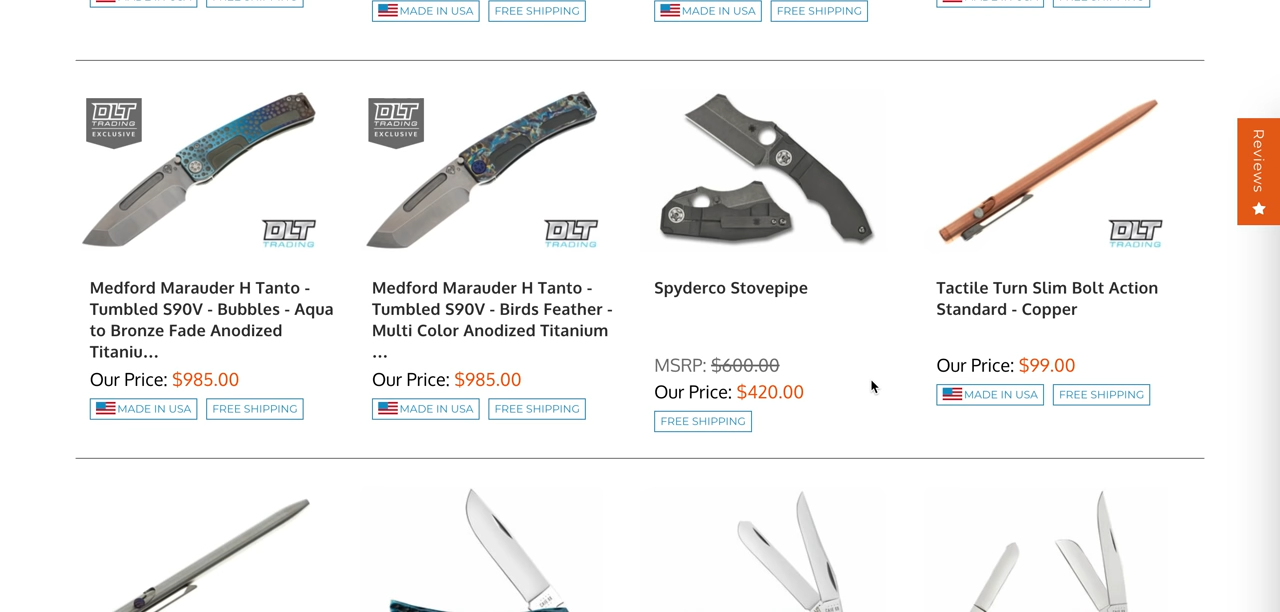 MADE IN USA FREE SHIPPING
MADE IN USA FREE SHIPPING
DLT
TRADING
EXCLUSIVE
DLT
TRADING
DLT
TRADING
EXCLUSIVE
DLT
TRADING
DLT
TRADING
Reviews
Medford Marauder H Tanto -
Tumbled S90V - Bubbles - Aqua
to Bronze Fade Anodized
Titaniu...
Our Price: $985.00
MADE IN USA FREE SHIPPING
Medford Marauder H Tanto -
Tumbled S90V - Birds Feather -
Multi Color Anodized Titanium
...
Our Price: $985.00
MADE IN USA FREE SHIPPING
Spyderco Stovepipe
MSRP: $600.00
Our Price: $420.00
FREE SHIPPING
Tactile Turn Slim Bolt Action
Standard - Copper
Our Price: $99.00
MADE IN USA FREE SHIPPING